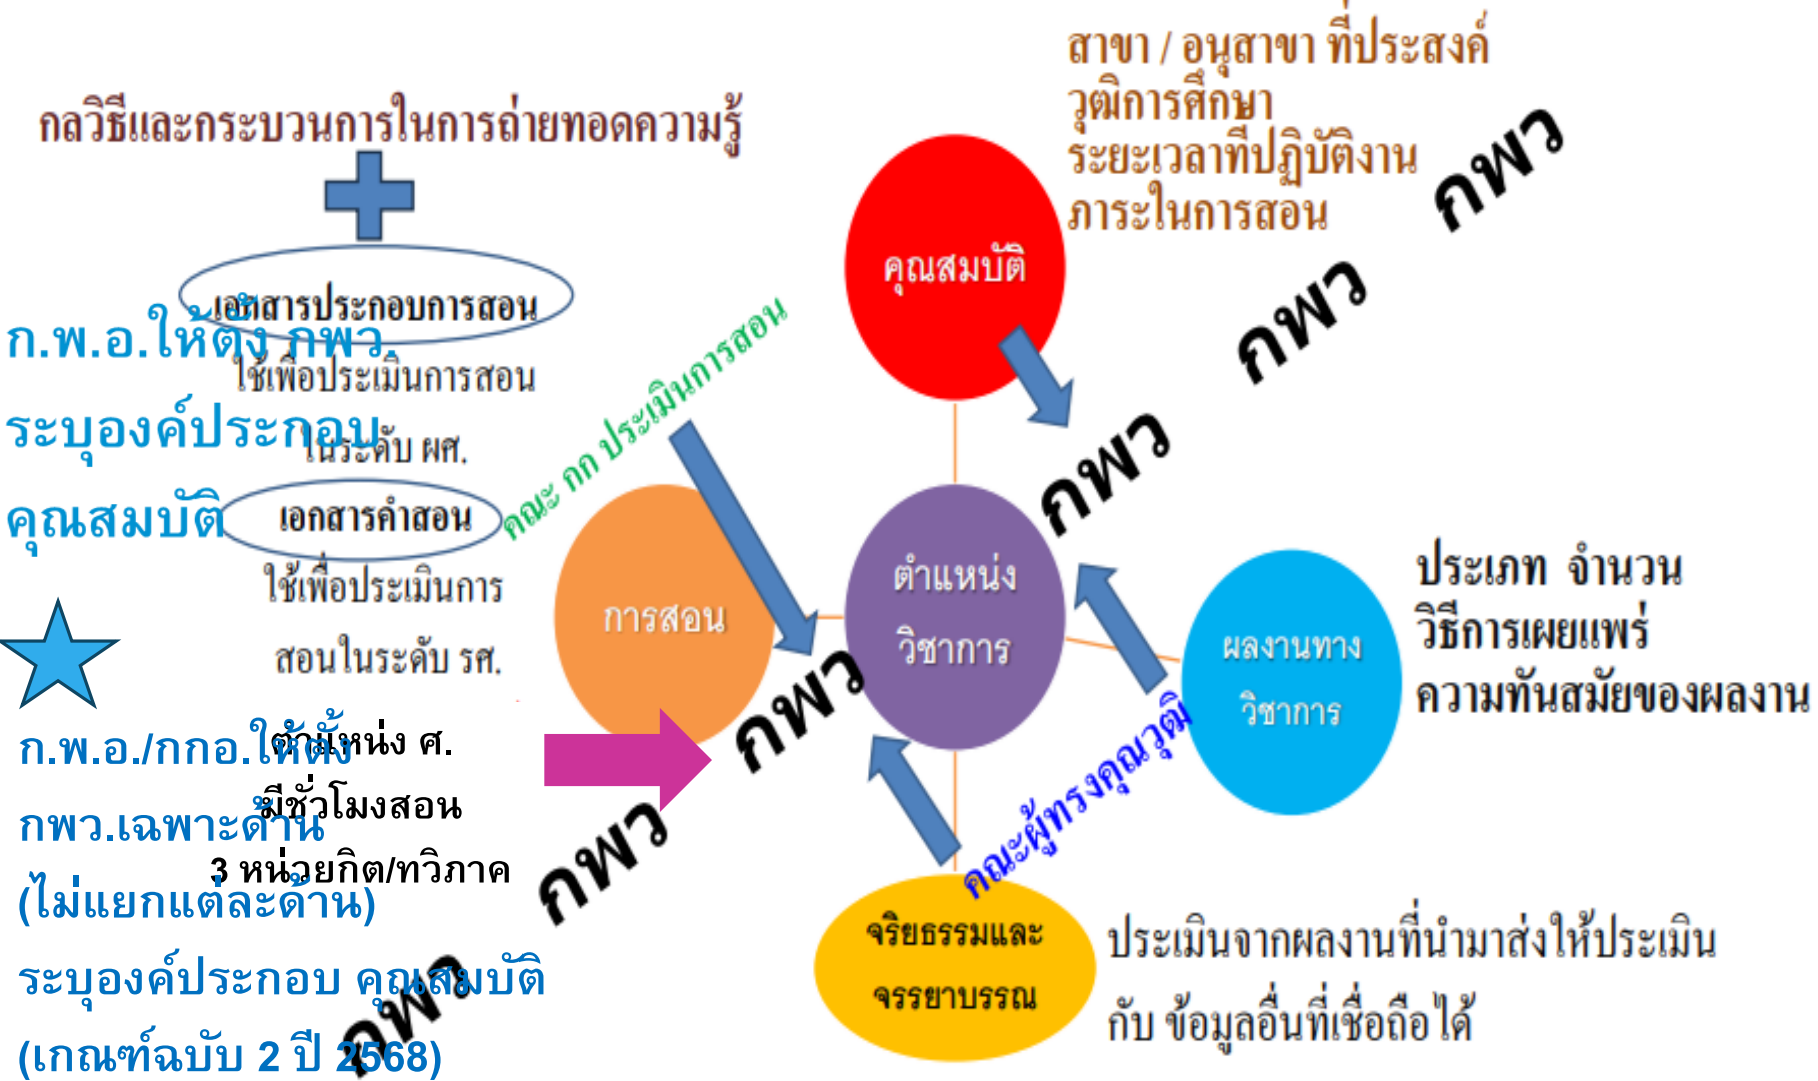 สาขา / อนุสาขา ที่ประสงค์
วุฒิการศึกษา
ระยะเวลาที่ปฏิบัติงาน
ภาระในการสอน
กลวิธีและกระบวนการในการถ่ายทอดความรู้
เอกสารประกอบการสอน
ใช้เพื่อประเมินการสอน
ในระดับ ผศ.
เอกสารคำสอน
ใช้เพื่อประเมินการ
สอนในระดับ รศ.
ตำแหน่ง ศ.
มีชั่วโมงสอน
3 หน่วยกิต/ทวิภาค
ก.พ.อ.ให้ตั้ง กพว.
ระบุองค์ประกอบ
คุณสมบัติ
ก.พ.อ./กกอ.ให้ตั้ง
กพว.เฉพาะด้าน
(ไม่แยกแต่ละด้าน)
ระบุองค์ประกอบ คุณสมบัติ
(เกณฑ์ฉบับ 2 ปี 2568)
คณะ กก ประเมินการสอน
คุณสมบัติ
การสอน
ตำแหน่ง
วิชาการ
ผลงานทาง
วิชาการ
ประเภท จำนวน
วิธีการเผยแพร่
ความทันสมัยของผลงาน
คณะผู้ทรงคุณวุฒิ
จริยธรรมและ
จรรยาบรรณ
ประเมินจากผลงานที่นำมาส่งให้ประเมิน
กับ ข้อมูลอื่นที่เชื่อถือได้
กพว
กพว
กพว
กพว
กพว
กพว